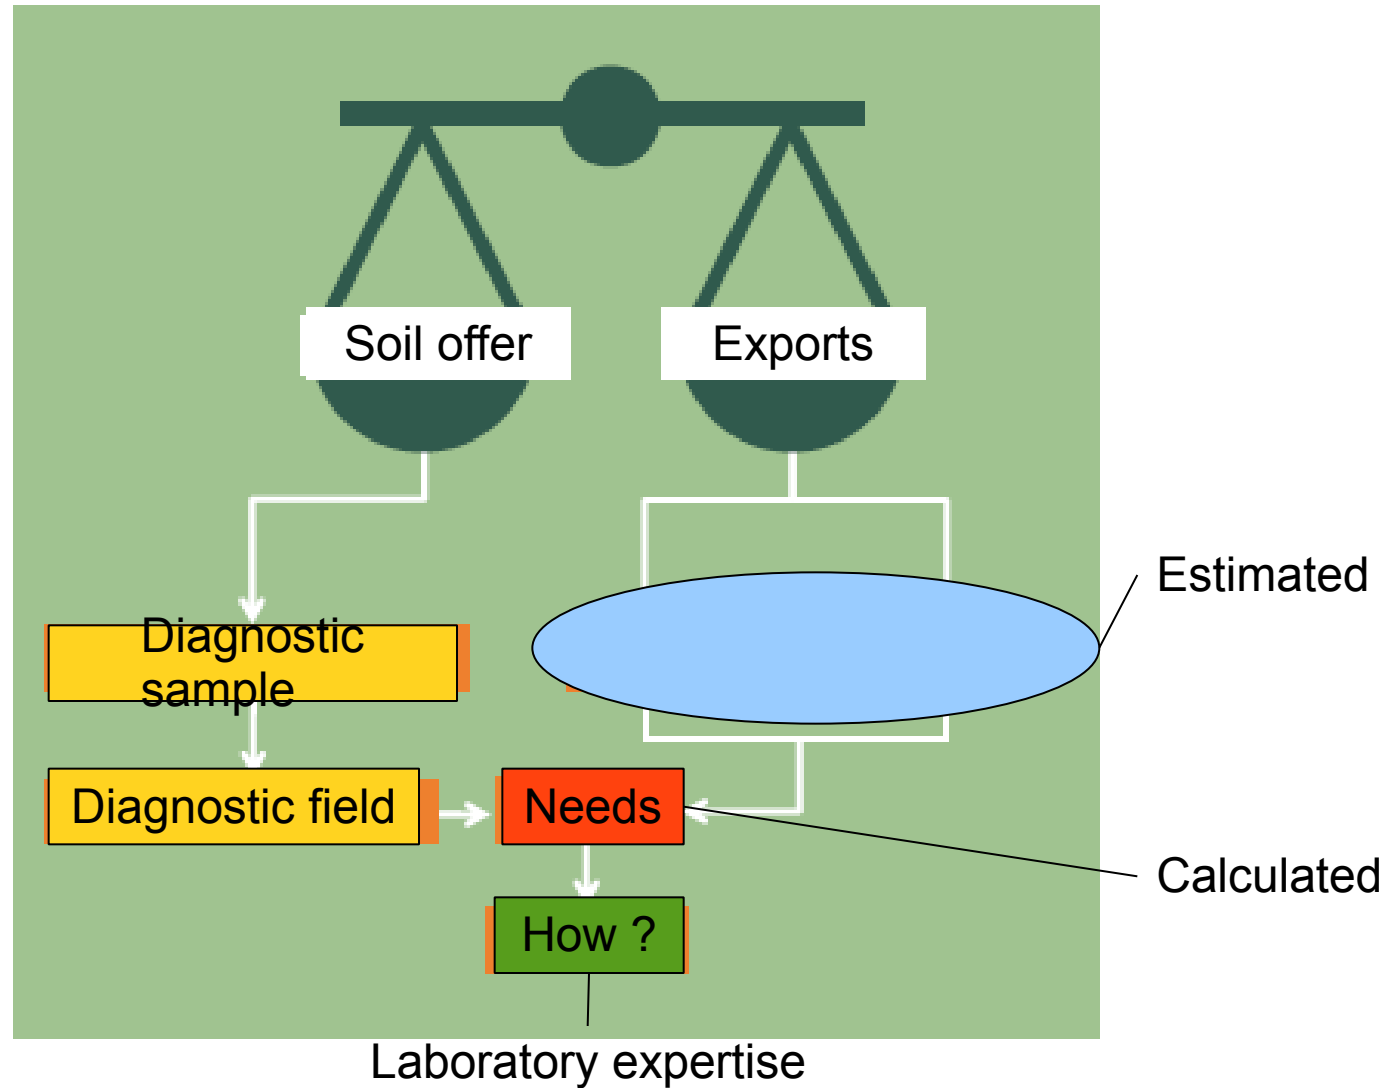 Soil offer
Exports
Estimated
Diagnostic
sample
Diagnostic field
Needs
Calculated
How ?
Laboratory expertise